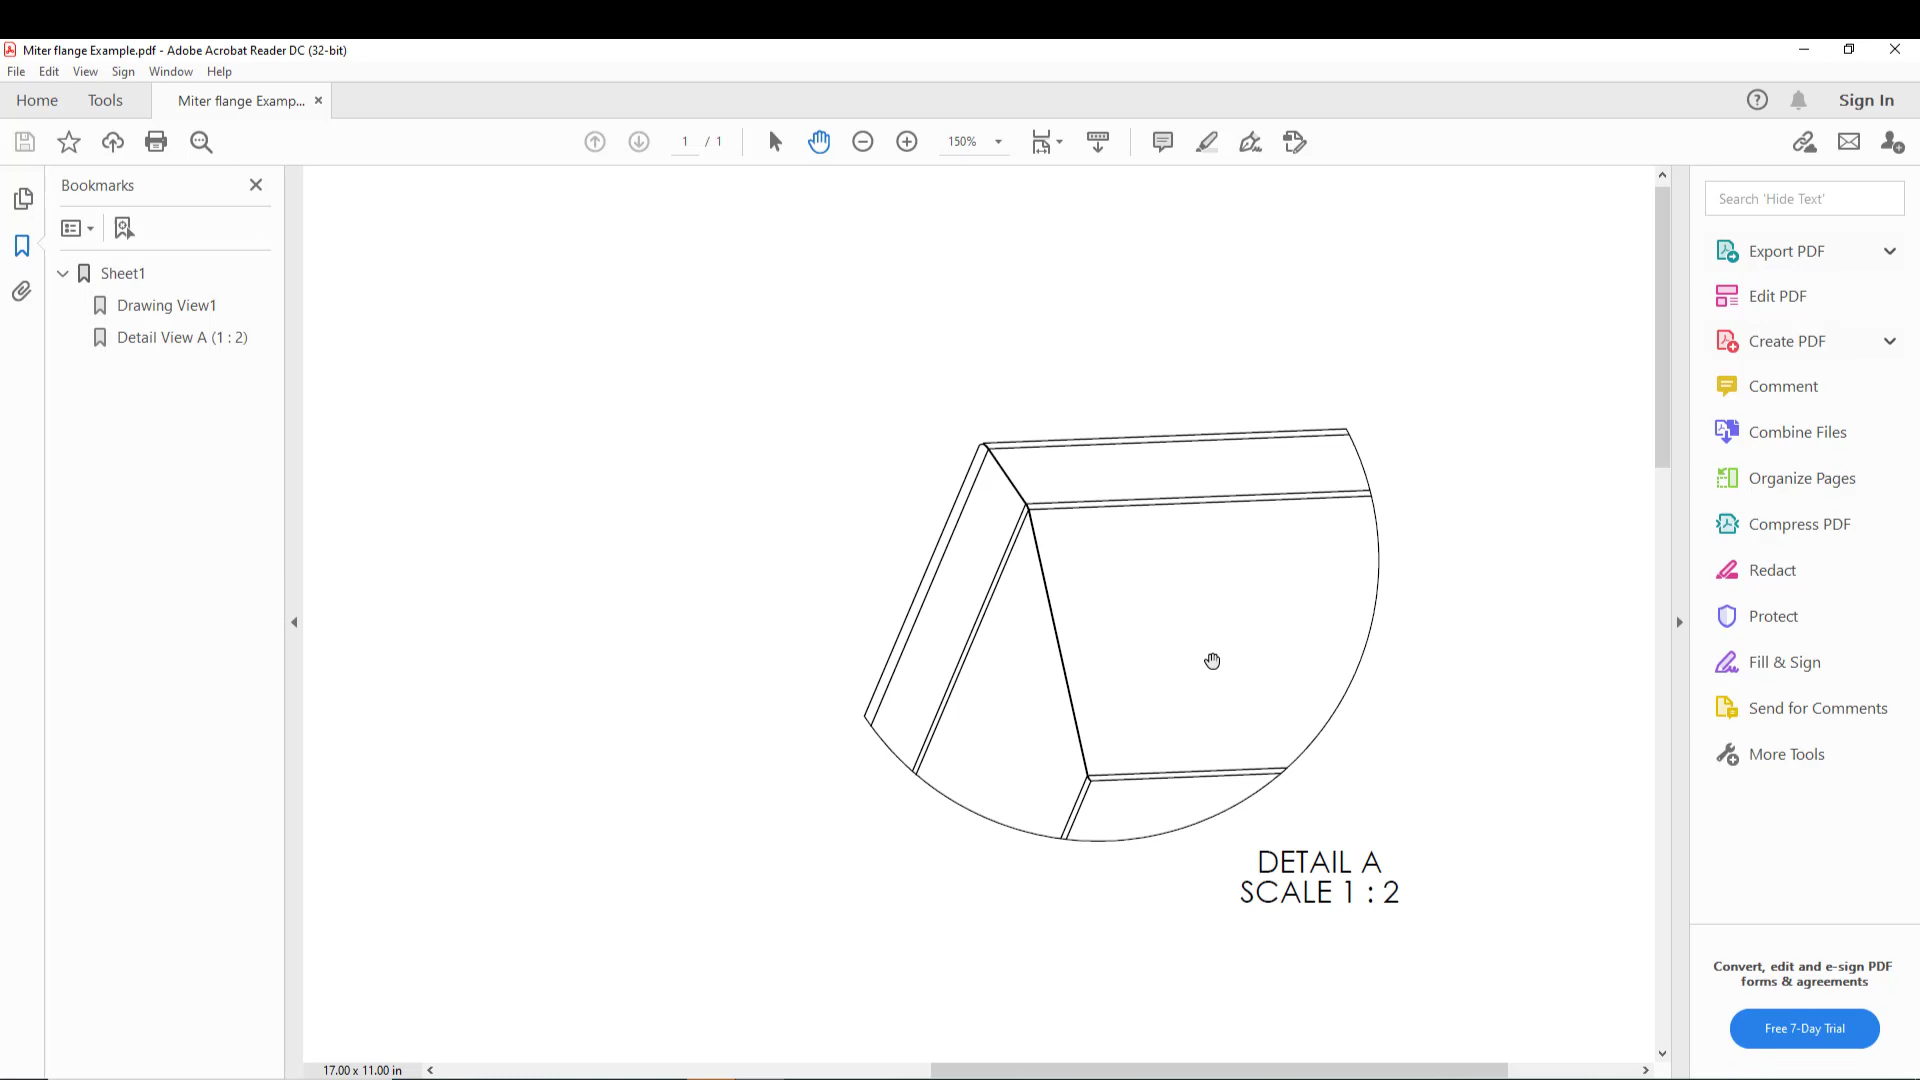 Miter flange Example.pdf - Adobe Acrobat Reader DC (32-bit)
File Edit View Sign Window Help
Home Tools Miter flange Examp... × Sign In
1 / 1 150%
Bookmarks
Sheet1
Drawing View1
Detail View A (1 : 2)
DETAIL A
SCALE 1 : 2
17.00 x 11.00 in
Search 'Hide Text'
Export PDF
Edit PDF
Create PDF
Comment
Combine Files
Organize Pages
Compress PDF
Redact
Protect
Fill & Sign
Send for Comments
More Tools
Convert, edit and e-sign PDF
forms & agreements
Free 7-Day Trial